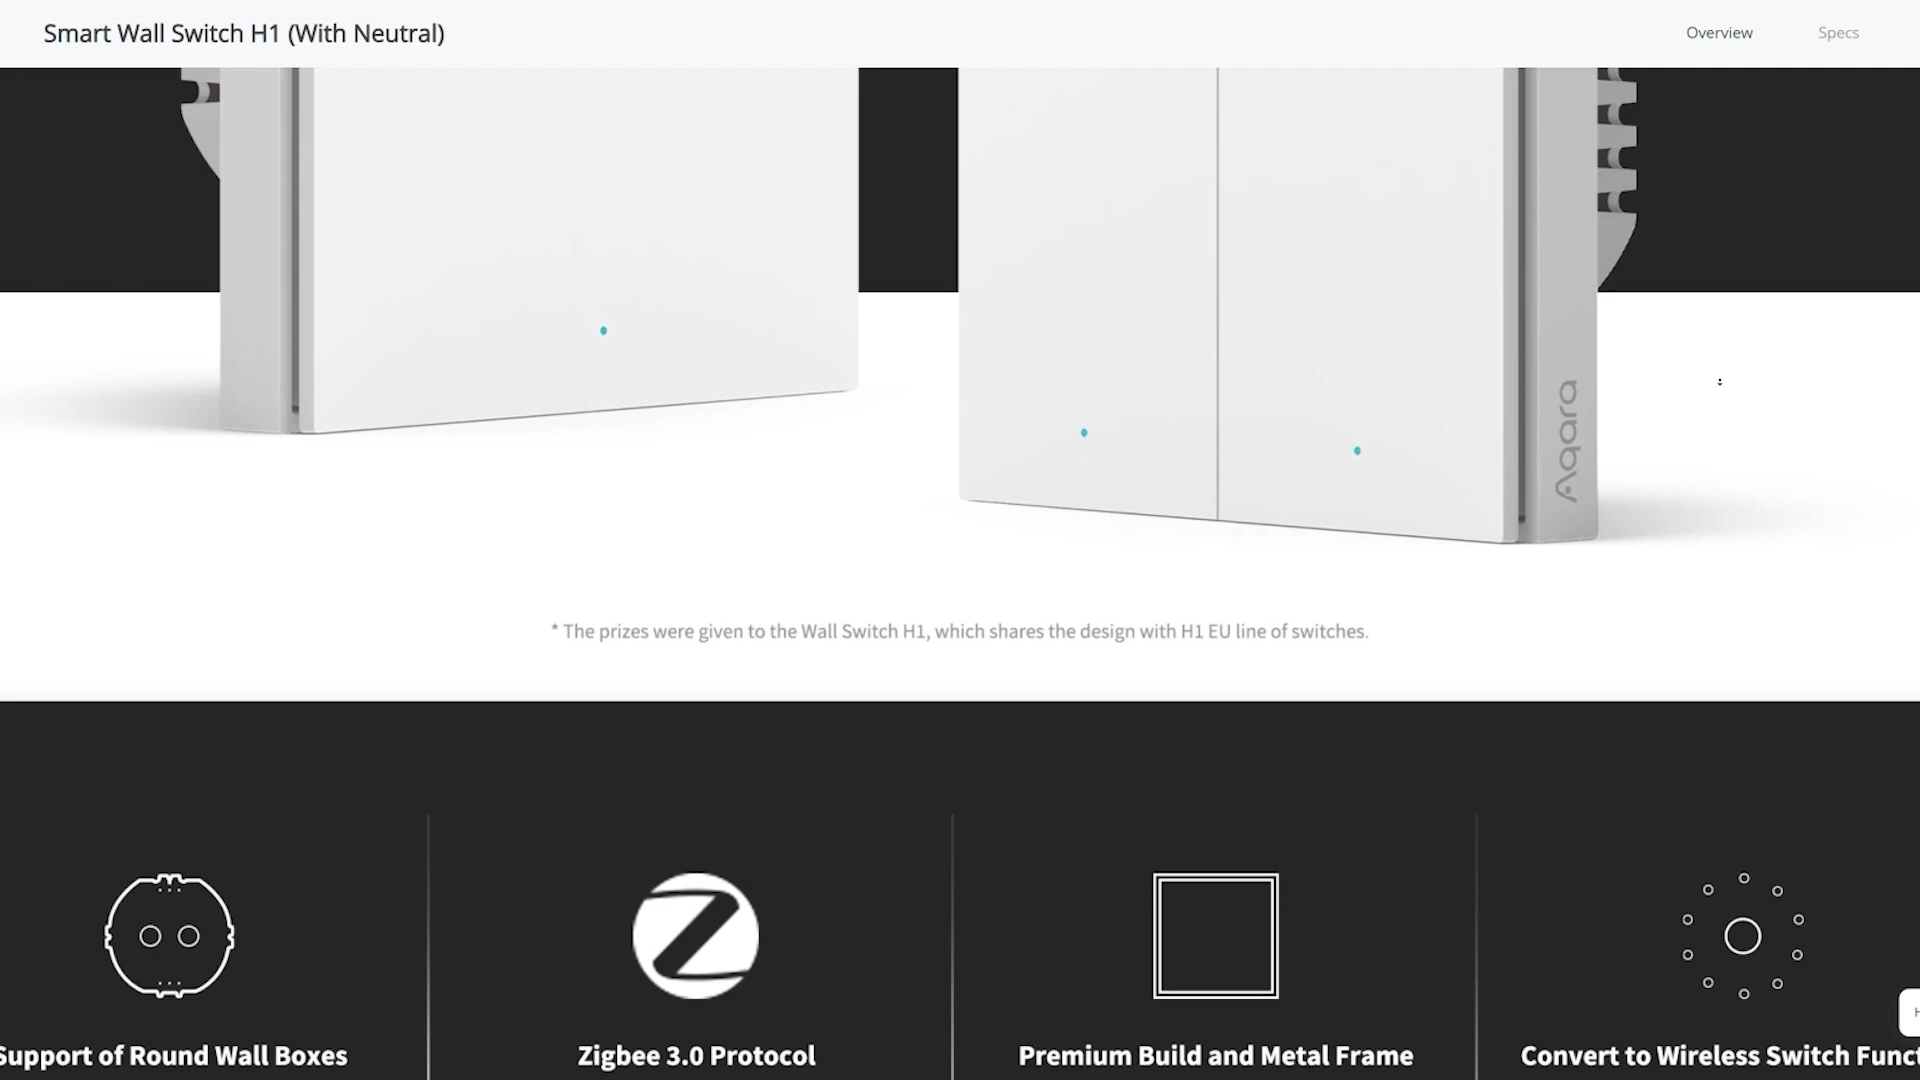 Smart Wall Switch H1 (With Neutral)
Overview
Specs
Aqara
* The prizes were given to the Wall Switch H1, which shares the design with H1 EU line of switches.
Support of Round Wall Boxes
Zigbee 3.0 Protocol
Premium Build and Metal Frame
Convert to Wireless Switch